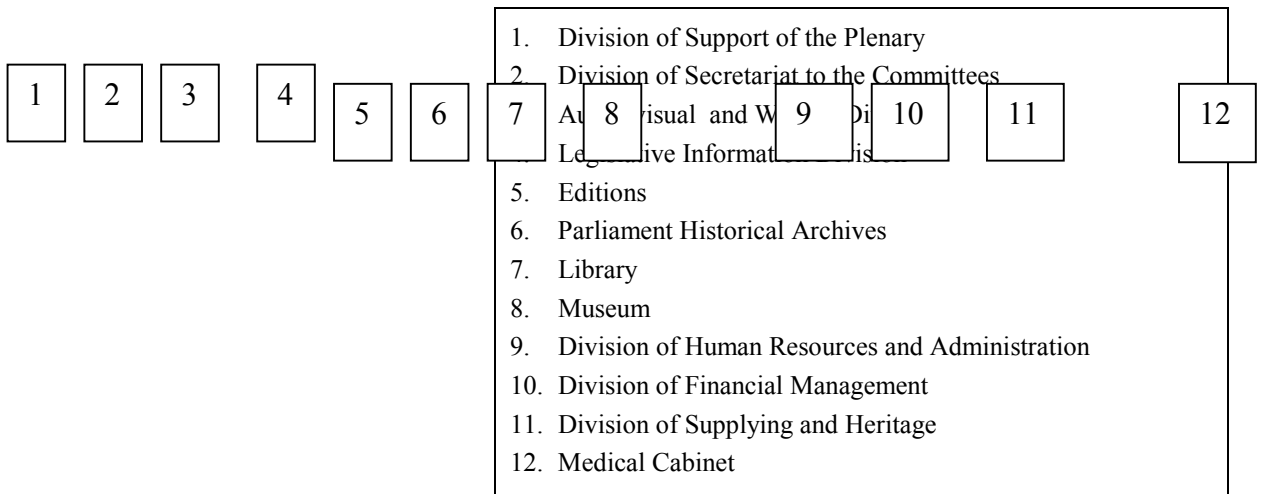 1 2 3 4 5 6 7 8 9 10 11 12
1. Division of Support of the Plenary
2. Division of Secretariat to the Committees
visual and
Information
5. Editions
6. Parliament Historical Archives
7. Library
8. Museum
9. Division of Human Resources and Administration
10. Division of Financial Management
11. Division of Supplying and Heritage
12. Medical Cabinet